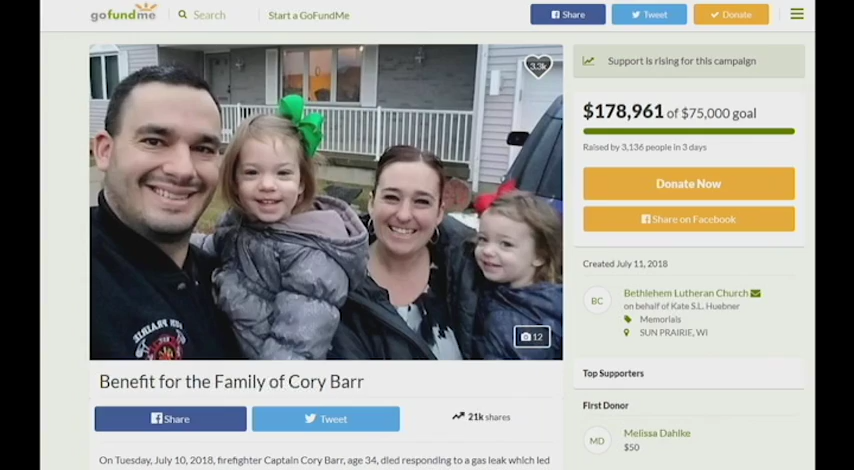 gofundme
Search
Start a GoFundMe
Share
Tweet
Donate
3.3k
12
Support is rising for this campaign
$178,961 of $75,000 goal
Raised by 3,136 people in 3 days
Donate Now
Share on Facebook
Created July 11, 2018
BC
Bethlehem Lutheran Church
on behalf of Kate S.L. Huebner
Memorials
SUN PRAIRIE, WI
Top Supporters
First Donor
MD
Melissa Dahlke
$50
Benefit for the Family of Cory Barr
Share
Tweet
21k shares
On Tuesday, July 10, 2018, firefighter Captain Cory Barr, age 34, died responding to a gas leak which led